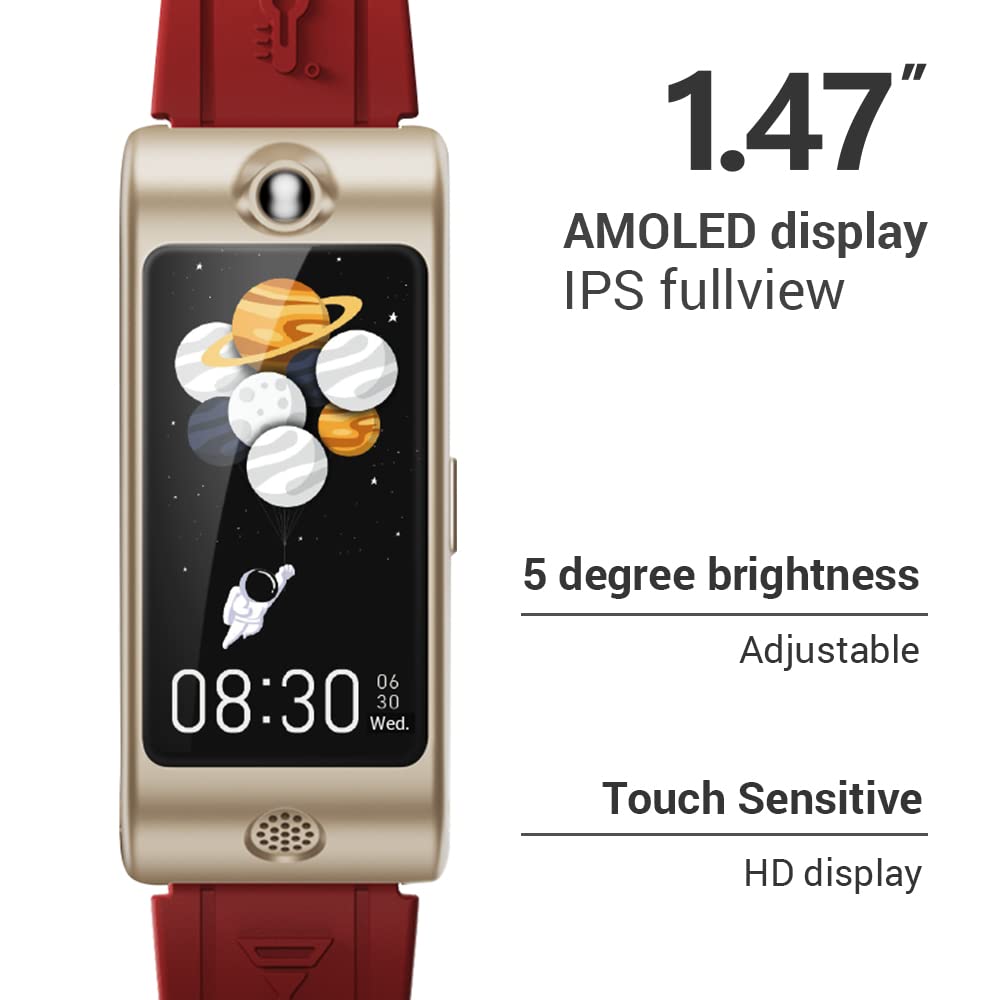 1.47"
AMOLED display
IPS fullview
5 degree brightness
Adjustable
08:30
06
30
Wed.
Touch Sensitive
HD display